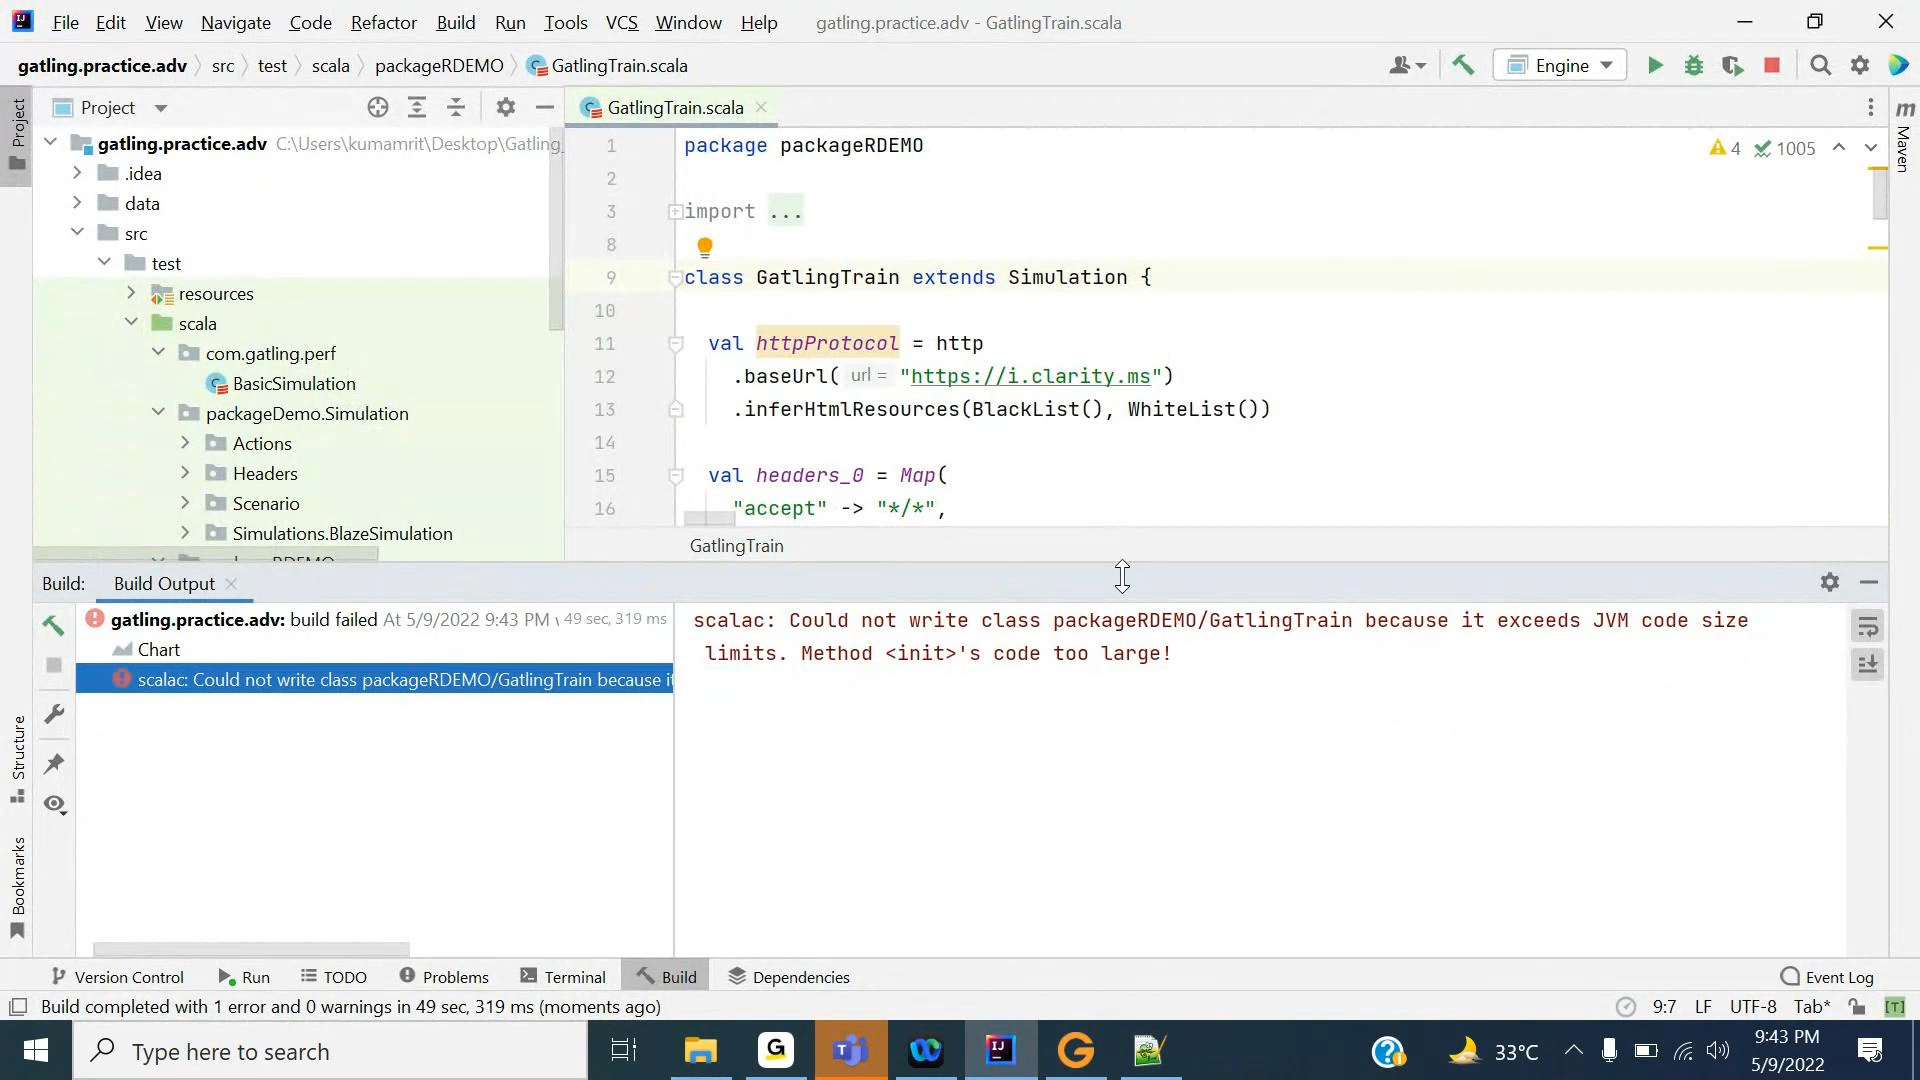 File Edit View Navigate Code Refactor Build Run Tools VCS Window Help gatling.practice.adv - GatlingTrain.scala
gatling.practice.adv src test scala packageRDEMO GatlingTrain.scala Engine
Project
GatlingTrain.scala
Project
gatling.practice.adv C:\Users\kumamrit\Desktop\Gatling_
.idea
data
src
test
resources
scala
com.gatling.perf
BasicSimulation
packageDemo.Simulation
Actions
Headers
Scenario
Simulations.BlazeSimulation
1 package packageRDEMO
4 1005
2
3 import ...
8
9 class GatlingTrain extends Simulation {
10
11 val httpProtocol = http
12 .baseUrl( url = "https://i.clarity.ms")
13 .inferHtmlResources(BlackList(), WhiteList())
14
15 val headers_0 = Map(
16 "accept" -> "*/*",
GatlingTrain
m Maven
Build: Build Output
gatling.practice.adv: build failed At 5/9/2022 9:43 PM 49 sec, 319 ms
Chart
scalac: Could not write class packageRDEMO/GatlingTrain because it
scalac: Could not write class packageRDEMO/GatlingTrain because it exceeds JVM code size
limits. Method <init>'s code too large!
Structure
Bookmarks
Version Control Run TODO Problems Terminal Build Dependencies Event Log
Build completed with 1 error and 0 warnings in 49 sec, 319 ms (moments ago) 9:7 LF UTF-8 Tab* [T]
Type here to search 33°C 9:43 PM
5/9/2022